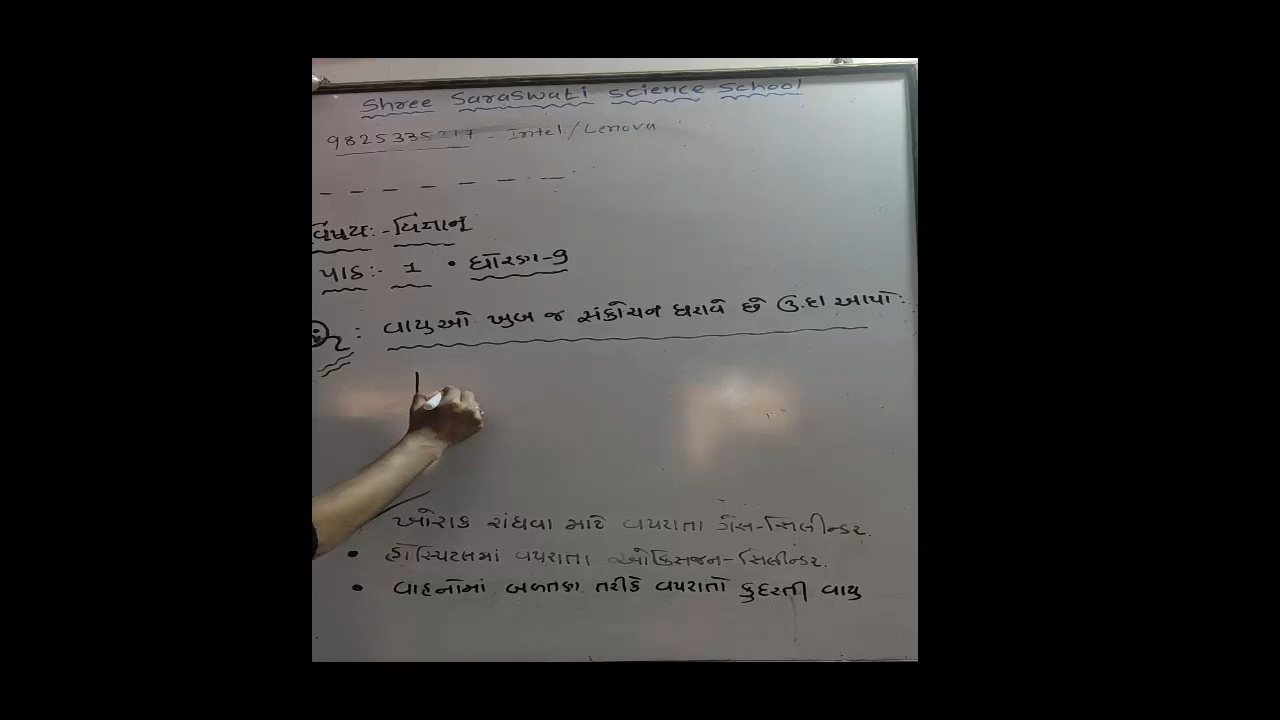 Shree Saraswati science school
9825335217 - Intel/Lenova
વિષય:- વિજ્ઞાન
પાઠ:- 1 • ધોરણ-9
: વાયુઓ ખુબ જ સંકોચન ધરાવે છે ઉ.દા આપો:
ખોરાક રાંધવા માટે વપરાતા ગેસ-સિલીન્ડર.
• હોસ્પિટલમાં વપરાતા ઓક્સિજન-સિલીન્ડર.
• વાહનોમાં બળતણ તરીકે વપરાતો કુદરતી વાયુ